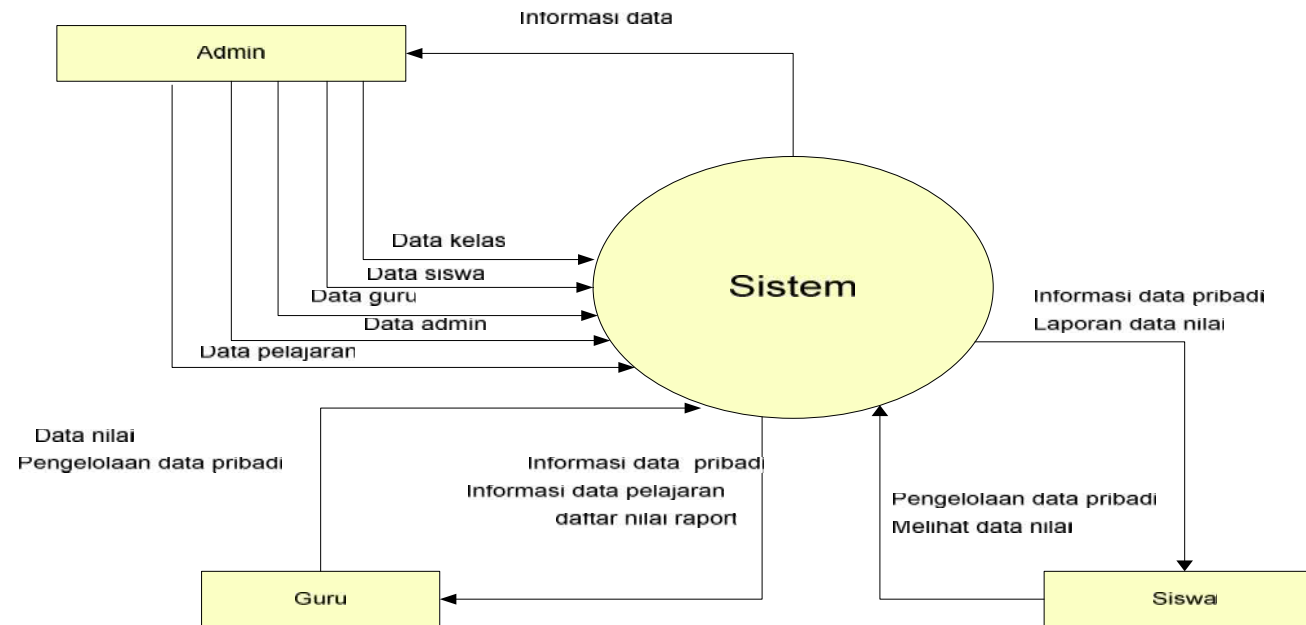 Informasi data
Admin
Data kelas
Data siswa
Data guru
Data admin
Data pelajaran
Sistem
Informasi data pribadi
Laporan data nilai
Data nilai
Pengelolaan data pribadi
Informasi data pribadi
Informasi data pelajaran
daftar nilai raport
Pengelolaan data pribadi
Melihat data nilai
Guru
Siswa